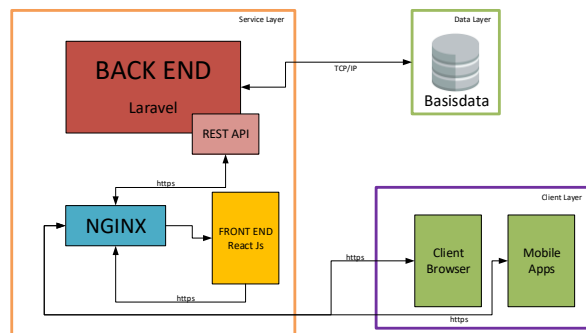 Service Layer
Data Layer
BACK END
Laravel
REST API
TCP/IP
Basisdata
https
NGINX
FRONT END
React Js
https
Client Layer
Client
Browser
Mobile
Apps
https
https